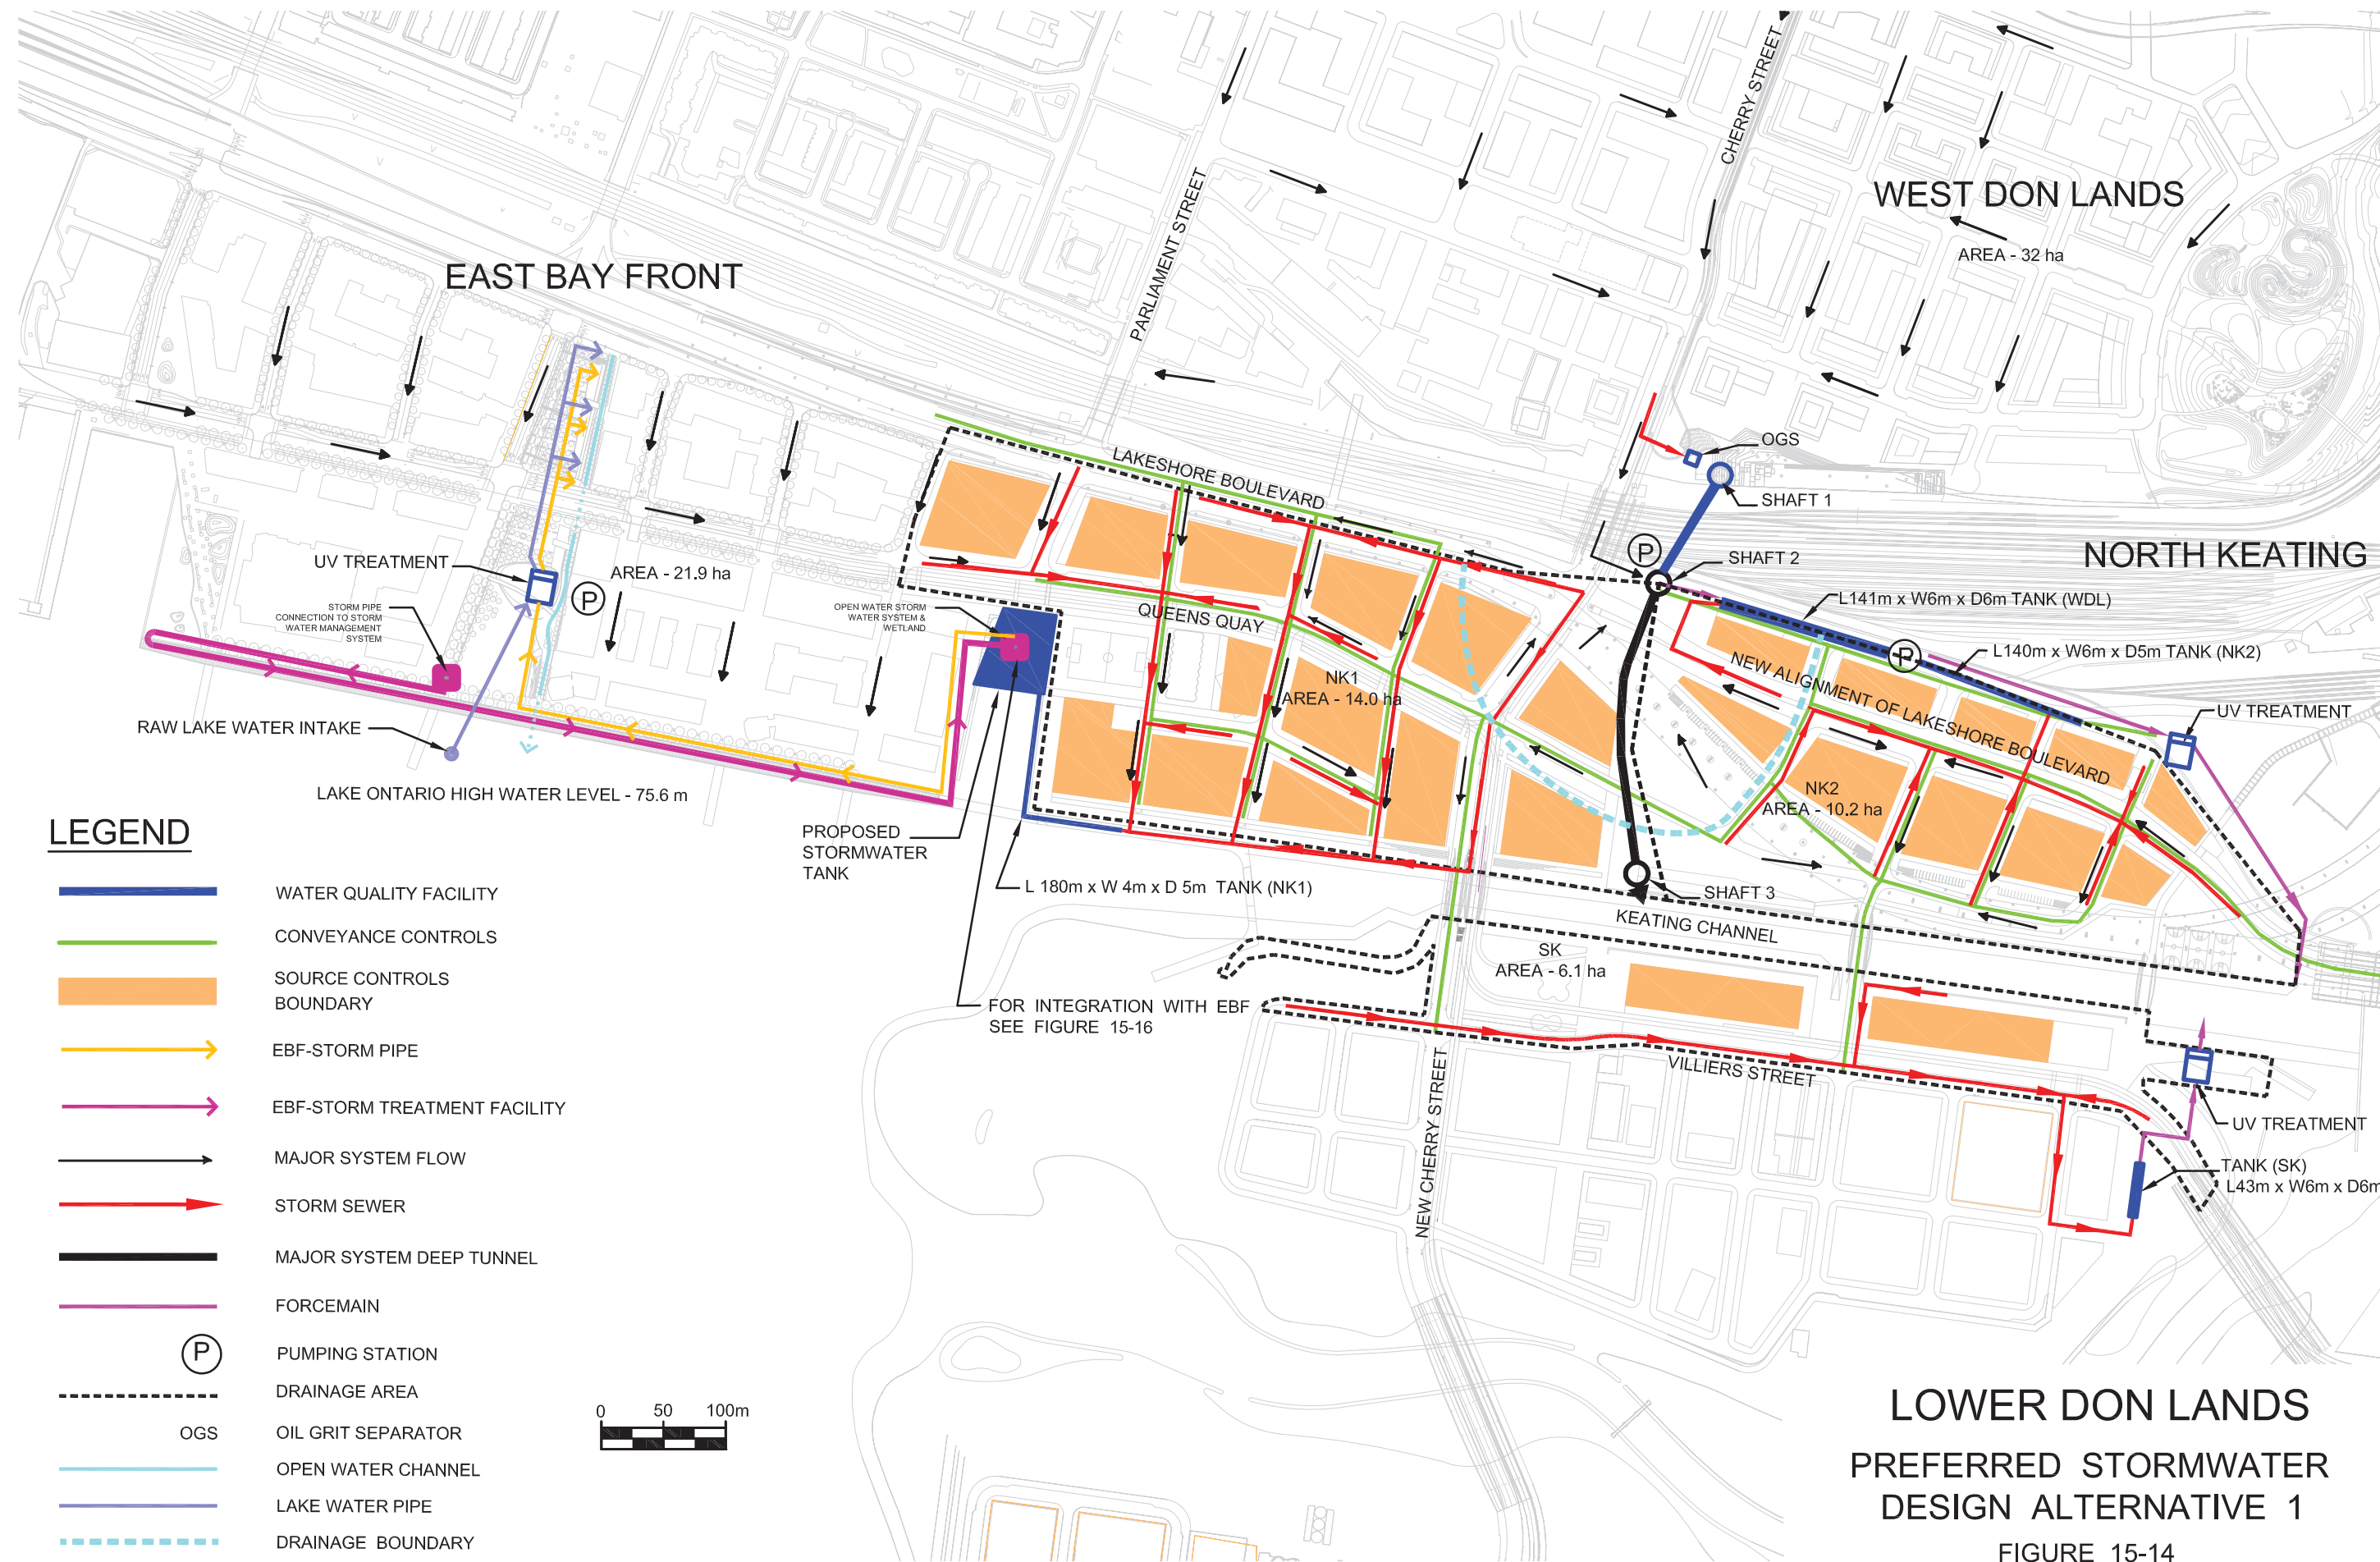 CHERRY STREET
WEST DON LANDS
AREA - 32 ha
PARLIAMENT STREET
EAST BAY FRONT
OGS
SHAFT 1
LAKESHORE BOULEVARD
P
SHAFT 2
NORTH KEATING
UV TREATMENT
AREA - 21.9 ha
P
STORM PIPE
CONNECTION TO STORM
WATER MANAGEMENT
SYSTEM
OPEN WATER STORM
WATER SYSTEM &
WETLAND
QUEENS QUAY
L141m x W6m x D6m TANK (WDL)
P
L140m x W6m x D5m TANK (NK2)
NEW ALIGNMENT OF LAKESHORE BOULEVARD
NK1
AREA - 14.0 ha
UV TREATMENT
RAW LAKE WATER INTAKE
LAKE ONTARIO HIGH WATER LEVEL - 75.6 m
NK2
AREA - 10.2 ha
PROPOSED
STORMWATER
TANK
L 180m x W 4m x D 5m TANK (NK1)
SHAFT 3
KEATING CHANNEL
SK
AREA - 6.1 ha
FOR INTEGRATION WITH EBF
SEE FIGURE 15-16
VILLIERS STREET
NEW CHERRY STREET
UV TREATMENT
TANK (SK)
L43m x W6m x D6m
LEGEND
WATER QUALITY FACILITY
CONVEYANCE CONTROLS
SOURCE CONTROLS
BOUNDARY
EBF-STORM PIPE
EBF-STORM TREATMENT FACILITY
MAJOR SYSTEM FLOW
STORM SEWER
MAJOR SYSTEM DEEP TUNNEL
FORCEMAIN
P PUMPING STATION
DRAINAGE AREA
OGS OIL GRIT SEPARATOR
OPEN WATER CHANNEL
LAKE WATER PIPE
DRAINAGE BOUNDARY
0 50 100m
LOWER DON LANDS
PREFERRED STORMWATER
DESIGN ALTERNATIVE 1
FIGURE 15-14